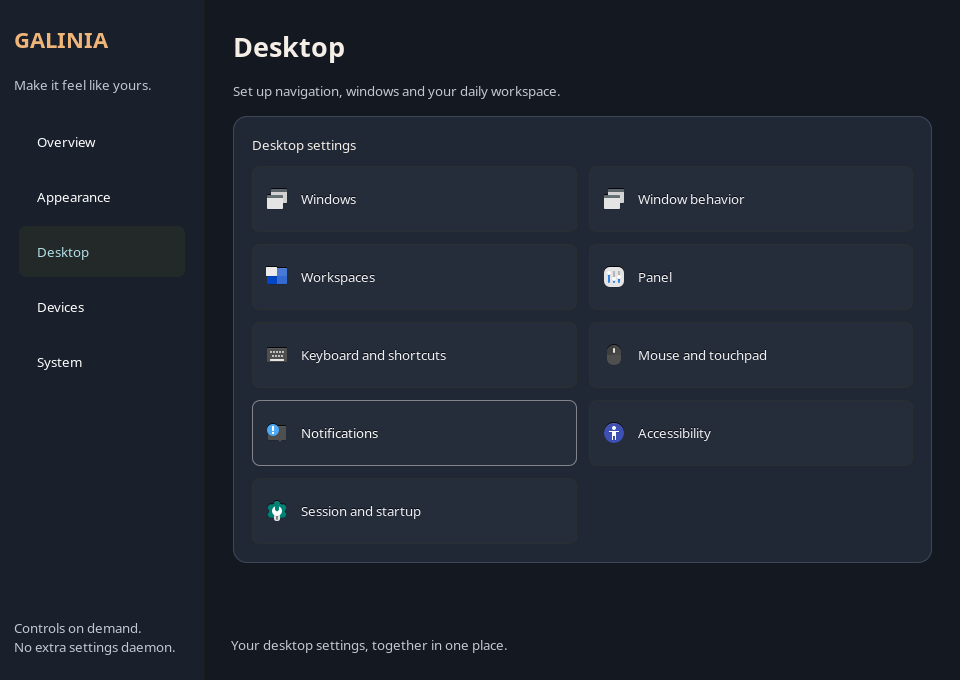 GALINIA
Make it feel like yours.
Overview
Appearance
Desktop
Devices
System
Controls on demand.
No extra settings daemon.
Desktop
Set up navigation, windows and your daily workspace.
Desktop settings
Windows
Window behavior
Workspaces
Panel
Keyboard and shortcuts
Mouse and touchpad
Notifications
Accessibility
Session and startup
Your desktop settings, together in one place.